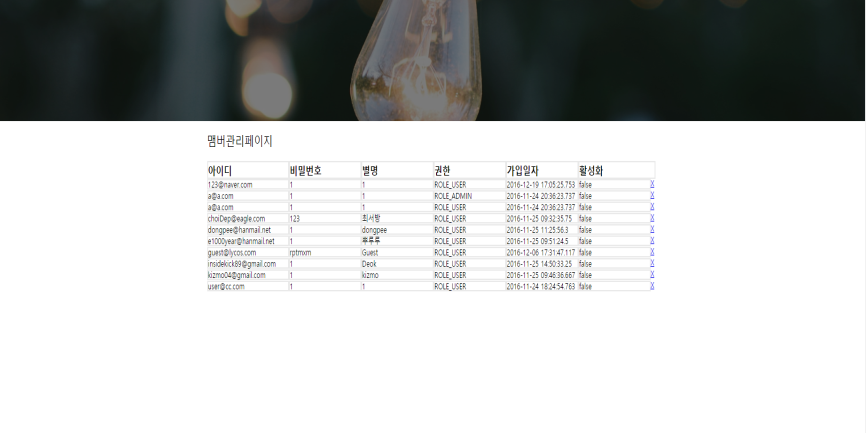 맴버관리페이지
아이디 비밀번호 별명 권한 가입일자 활성화
123@naver.com 1 1 ROLE_USER 2016-12-19 17:05:25.753 false X
a@a.com 1 1 ROLE_ADMIN 2016-11-24 20:36:23.737 false X
a@a.com 1 1 ROLE_USER 2016-11-24 20:36:23.737 false X
choiDep@eagle.com 123 최서방 ROLE_USER 2016-11-25 09:32:35.75 false X
dongpee@hanmail.net 1 dongpee ROLE_USER 2016-11-25 11:25:56.3 false X
e1000year@hanmail.net 1 뿌루루 ROLE_USER 2016-11-25 09:51:24.5 false X
guest@lycos.com rptmxm Guest ROLE_USER 2016-12-06 17:31:47.117 false X
insidekick89@gmail.com 1 Deok ROLE_USER 2016-11-25 14:50:33.25 false X
kizmo04@gmail.com 1 kizmo ROLE_USER 2016-11-25 09:46:36.667 false X
user@cc.com 1 1 ROLE_USER 2016-11-24 18:24:54.763 false X